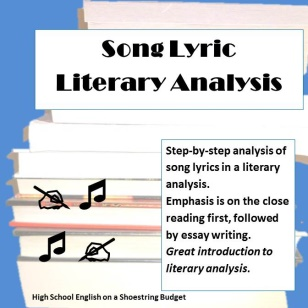 Song Lyric
Literary Analysis
Step-by-step analysis of
song lyrics in a literary
analysis.
Emphasis is on the close
reading first, followed
by essay writing.
Great introduction to
literary analysis.
High School English on a Shoestring Budget